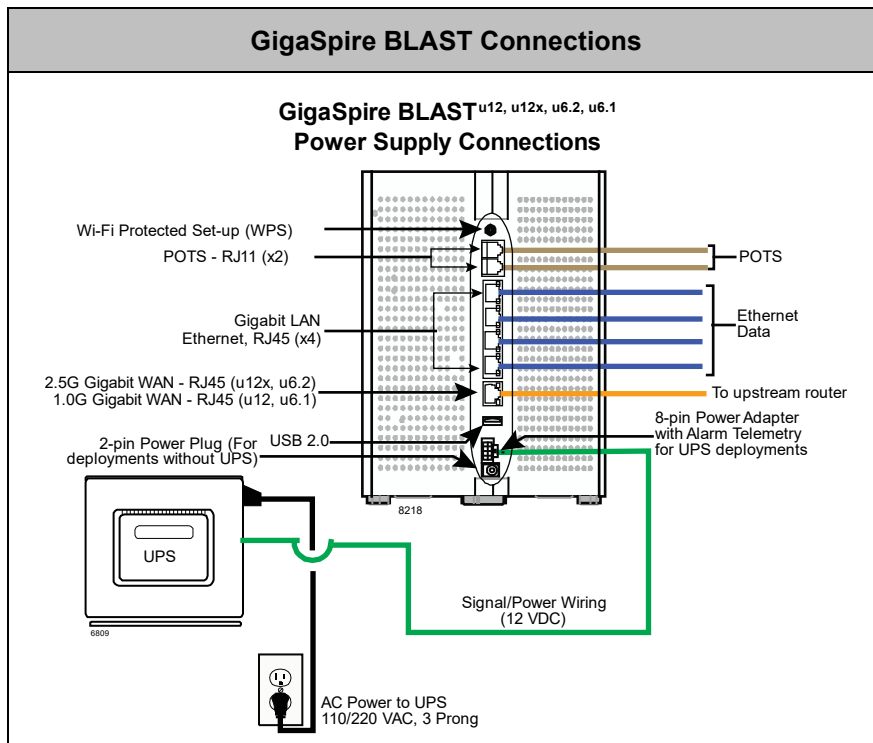 GigaSpire BLAST Connections
GigaSpire BLAST u12, u12x, u6.2, u6.1
Power Supply Connections
Wi-Fi Protected Set-up (WPS)
POTS - RJ11 (x2)
POTS
Gigabit LAN
Ethernet, RJ45 (x4)
Ethernet
Data
2.5G Gigabit WAN - RJ45 (u12x, u6.2)
1.0G Gigabit WAN - RJ45 (u12, u6.1)
To upstream router
USB 2.0
2-pin Power Plug (For
deployments without UPS)
8-pin Power Adapter
with Alarm Telemetry
for UPS deployments
8218
UPS
6809
Signal/Power Wiring
(12 VDC)
AC Power to UPS
110/220 VAC, 3 Prong